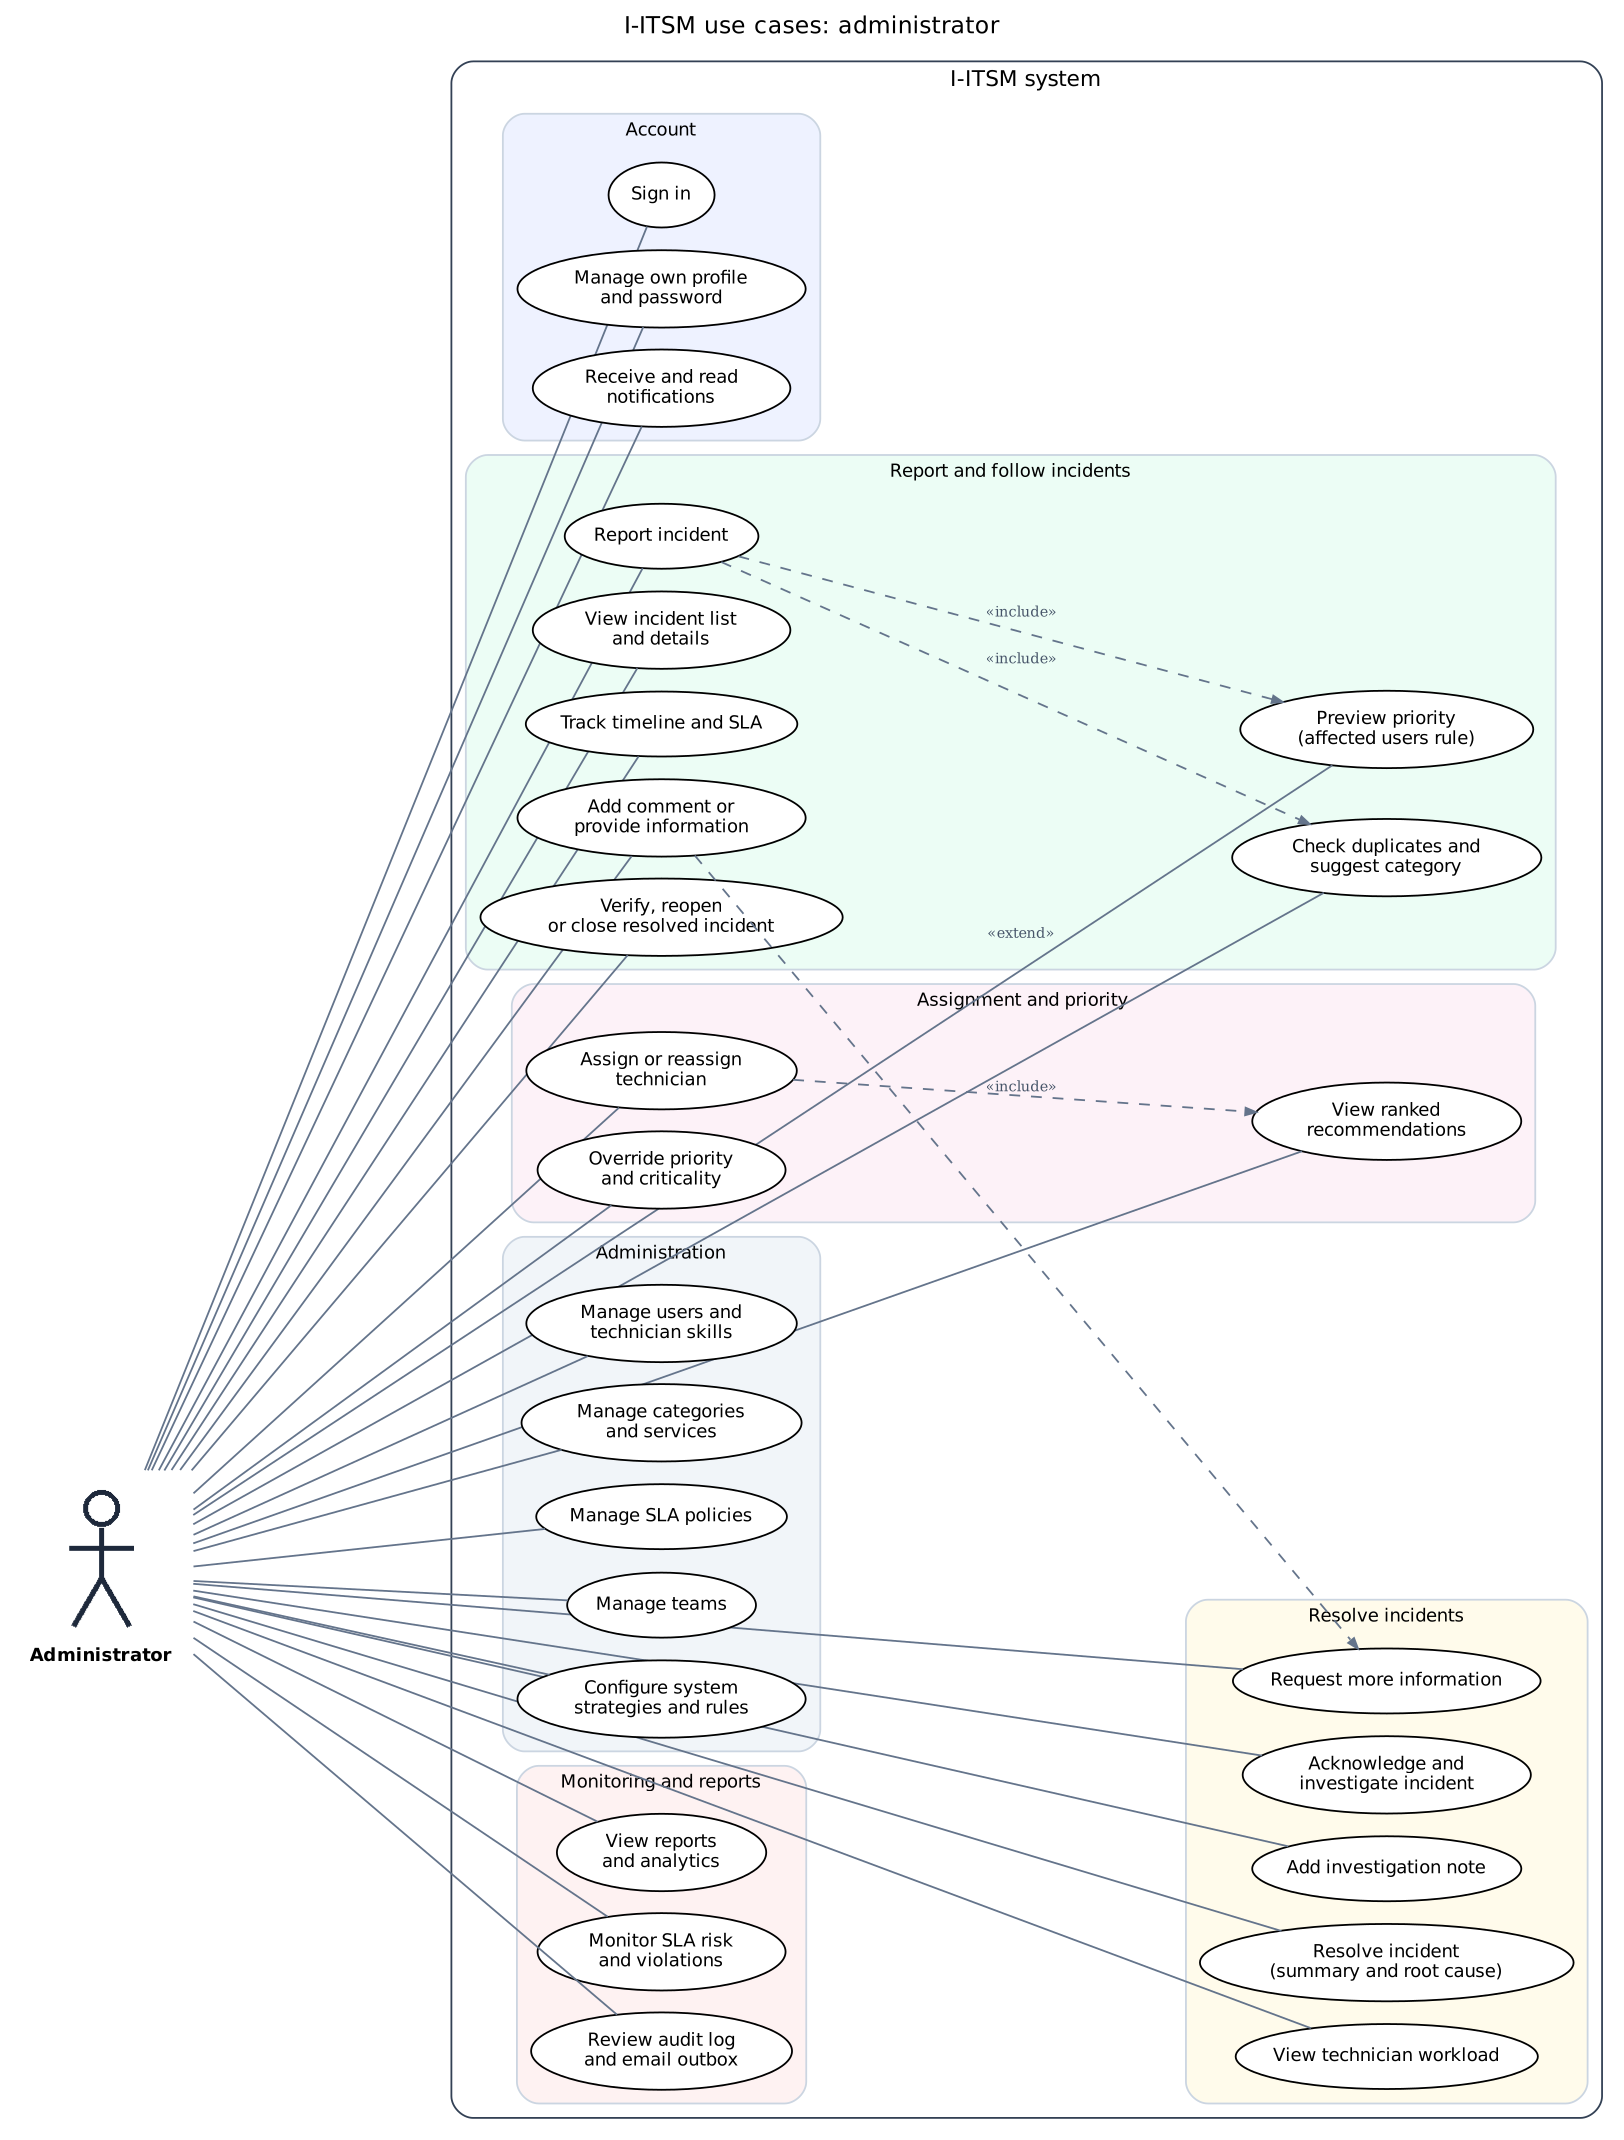 I-ITSM use cases: administrator
I-ITSM system
Account
Sign in
Manage own profile
and password
Receive and read
notifications
Report and follow incidents
Report incident
«include»
View incident list
and details
«include»
Track timeline and SLA
Preview priority
(affected users rule)
Add comment or
provide information
Check duplicates and
suggest category
Verify, reopen
or close resolved incident
«extend»
Assignment and priority
Assign or reassign
technician
«include»
View ranked
recommendations
Override priority
and criticality
Administration
Manage users and
technician skills
Manage categories
and services
Manage SLA policies
Manage teams
Configure system
strategies and rules
Administrator
Resolve incidents
Request more information
Acknowledge and
investigate incident
Add investigation note
Resolve incident
(summary and root cause)
View technician workload
Monitoring and reports
View reports
and analytics
Monitor SLA risk
and violations
Review audit log
and email outbox